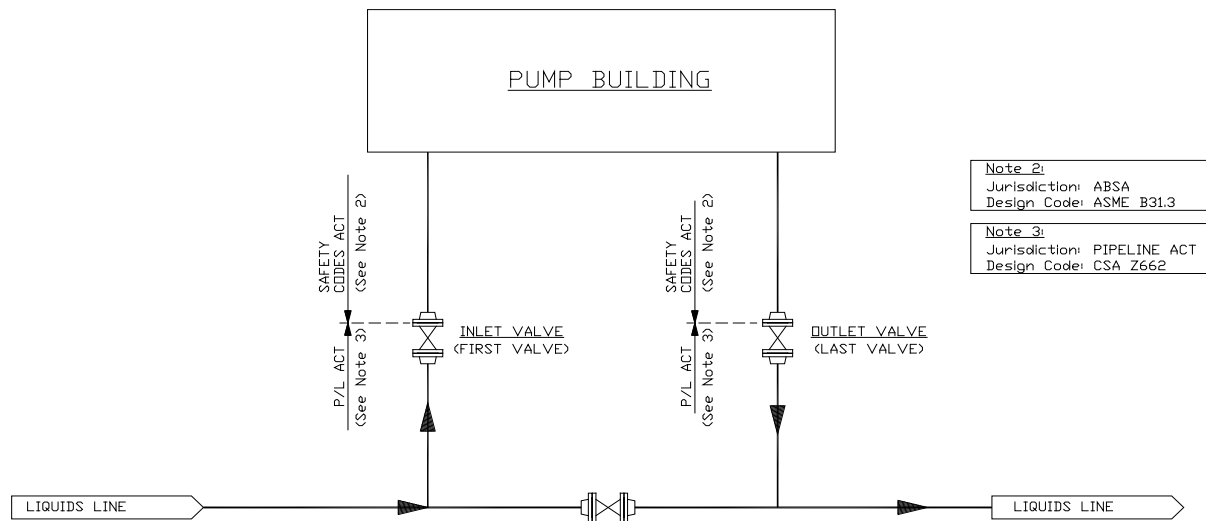 PUMP BUILDING
Note 2:
Jurisdiction: ABSA
Design Code: ASME B31.3
Note 3:
Jurisdiction: PIPELINE ACT
Design Code: CSA Z662
SAFETY
CODES ACT
(See Note 2)
P/L ACT
(See Note 3)
INLET VALVE
(FIRST VALVE)
SAFETY
CODES ACT
(See Note 2)
P/L ACT
(See Note 3)
OUTLET VALVE
(LAST VALVE)
LIQUIDS LINE
LIQUIDS LINE